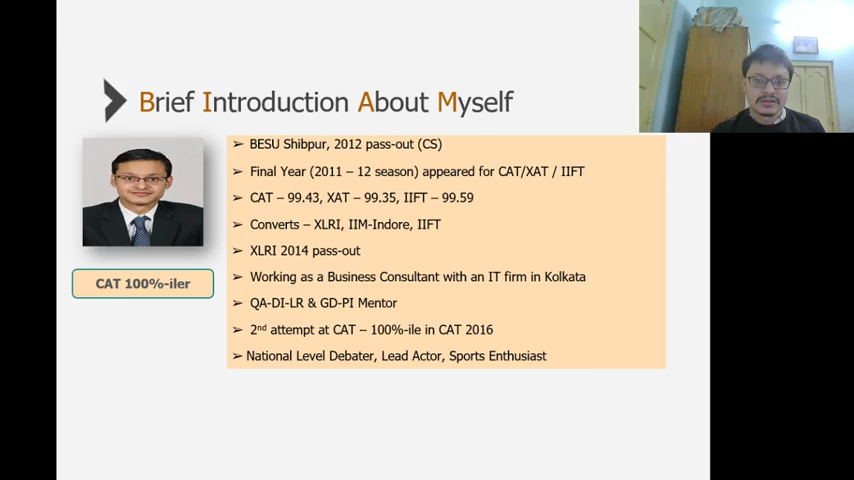 Brief Introduction About Myself
➢ BESU Shibpur, 2012 pass-out (CS)
➢ Final Year (2011 – 12 season) appeared for CAT/XAT / IIFT
➢ CAT – 99.43, XAT – 99.35, IIFT – 99.59
➢ Converts – XLRI, IIM-Indore, IIFT
➢ XLRI 2014 pass-out
➢ Working as a Business Consultant with an IT firm in Kolkata
➢ QA-DI-LR & GD-PI Mentor
➢ 2nd attempt at CAT – 100%-ile in CAT 2016
➢ National Level Debater, Lead Actor, Sports Enthusiast
CAT 100%-iler